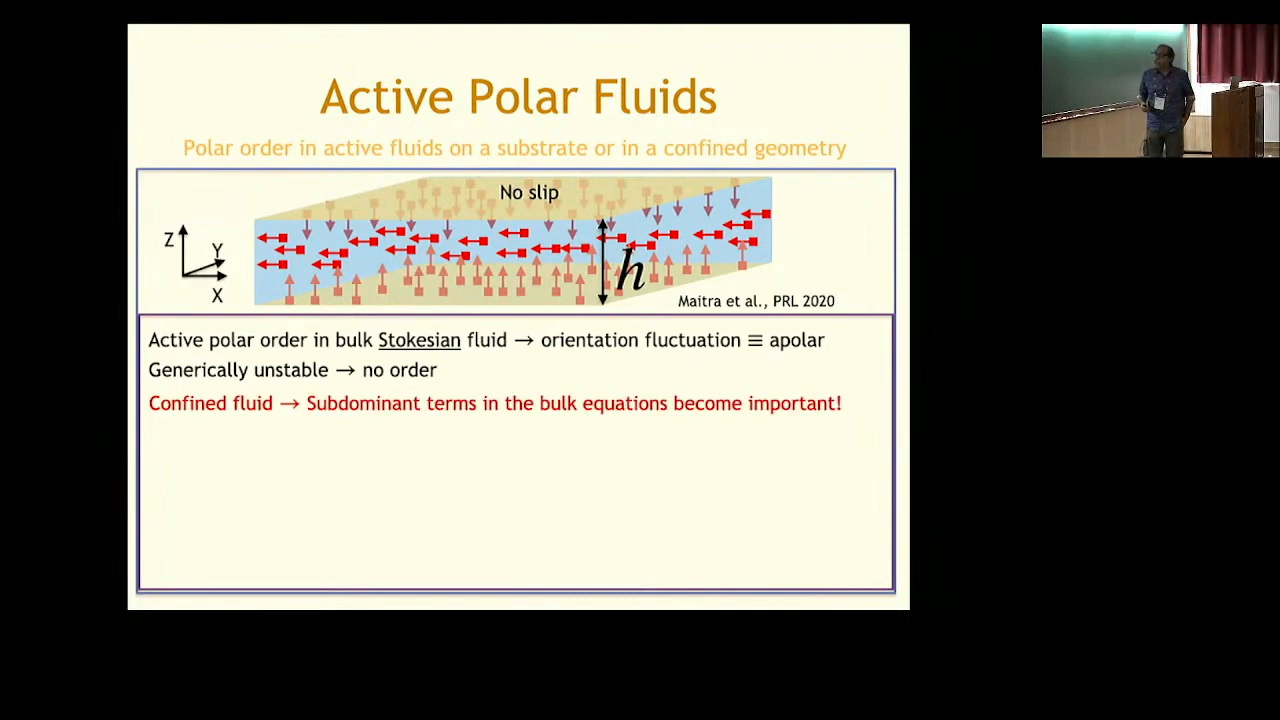 Active Polar Fluids
Polar order in active fluids on a substrate or in a confined geometry
No slip
Z
Y
X
h
Maitra et al., PRL 2020
Active polar order in bulk Stokesian fluid → orientation fluctuation ≡ apolar
Generically unstable → no order
Confined fluid → Subdominant terms in the bulk equations become important!